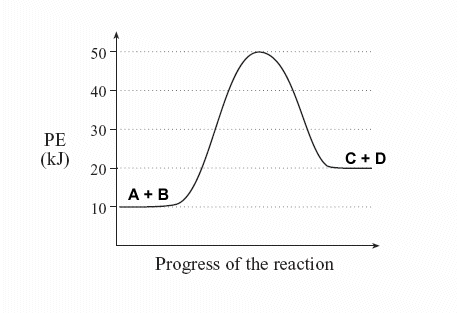 50
40
30
20
10
PE
(kJ)
A + B
C + D
Progress of the reaction